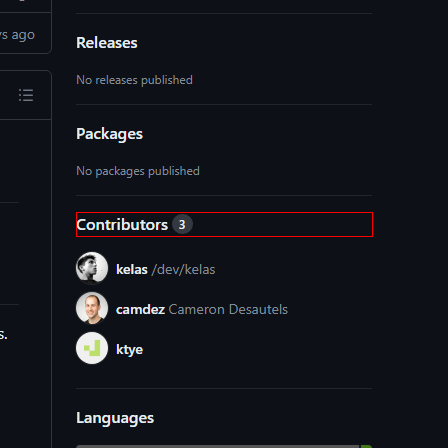 ys ago
Releases
No releases published
Packages
No packages published
Contributors 3
kelas /dev/kelas
camdez Cameron Desautels
ktye
s.
Languages